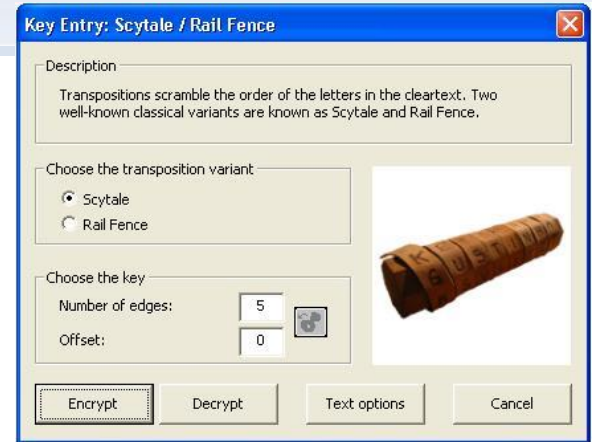 Key Entry: Scytale / Rail Fence
Description
Transpositions scramble the order of the letters in the cleartext. Two
well-known classical variants are known as Scytale and Rail Fence.
Choose the transposition variant
Scytale
Rail Fence
Choose the key
Number of edges: 5
Offset: 0
Encrypt Decrypt Text options Cancel